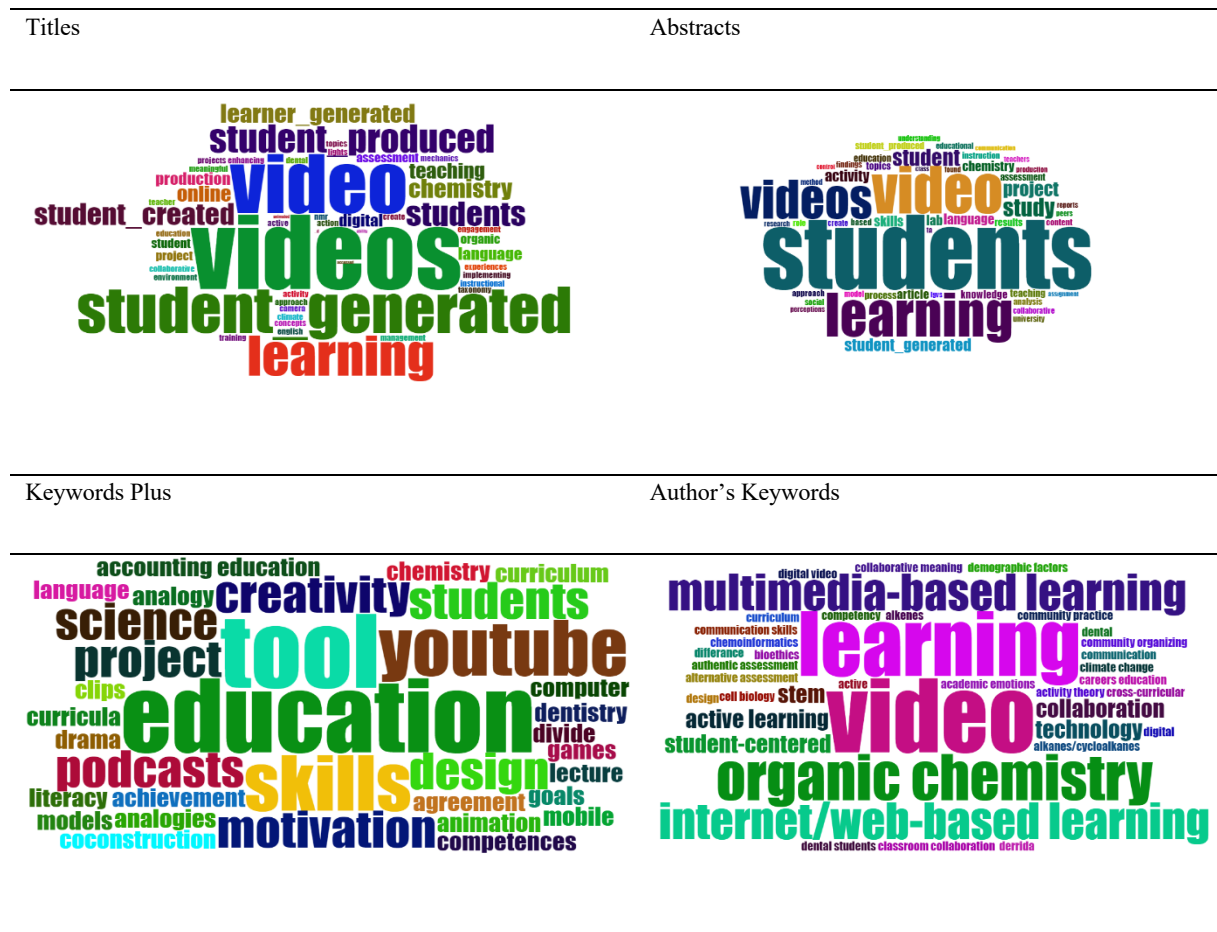 Titles
Abstracts
learner_generated
student_produced
topics
lights
projects enhancing
dental
assessment mechanics
meaningful
video
teaching
production
online
chemistry
teacher
student_created
active
nmr
action
digital
create
students
education
student
project
videos
engagement
organic
language
collaborative
environment
experiences
implementing
instructional
taxonomy
student_generated
activity
approach
camera
climate
concepts
english
training
management
learning
understanding
student_produced
educational
communication
education
student
instruction
teachers
control
findings
topics
class
found
chemistry
production
activity
assessment
method
videos
video
project
study
reports
peers
research
role
create
based
skills
lab
language
results
content
ta
students
approach
model
process
article
knowledge
teaching
assignment
social
perceptions
learning
analysis
collaborative
university
student_generated
Keywords Plus
Author’s Keywords
accounting education
chemistry
curriculum
language
analogy
creativity
students
science
tool
youtube
project
clips
education
computer
curricula
dentistry
drama
divide
games
podcasts
skills
design
lecture
literacy
achievement
agreement
goals
models
analogies
motivation
animation
mobile
coconstruction
competences
digital video
collaborative meaning
demographic factors
multimedia-based learning
curriculum
competency
alkenes
community practice
communication skills
learning
dental
chemoinformatics
community organizing
differance
bioethics
communication
authentic assessment
climate change
alternative assessment
careers education
active
academic emotions
design
cell biology
stem
video
activity theory
cross-curricular
active learning
collaboration
student-centered
technology
digital
alkanes/cycloalkanes
organic chemistry
internet/web-based learning
dental students
classroom collaboration
derrida